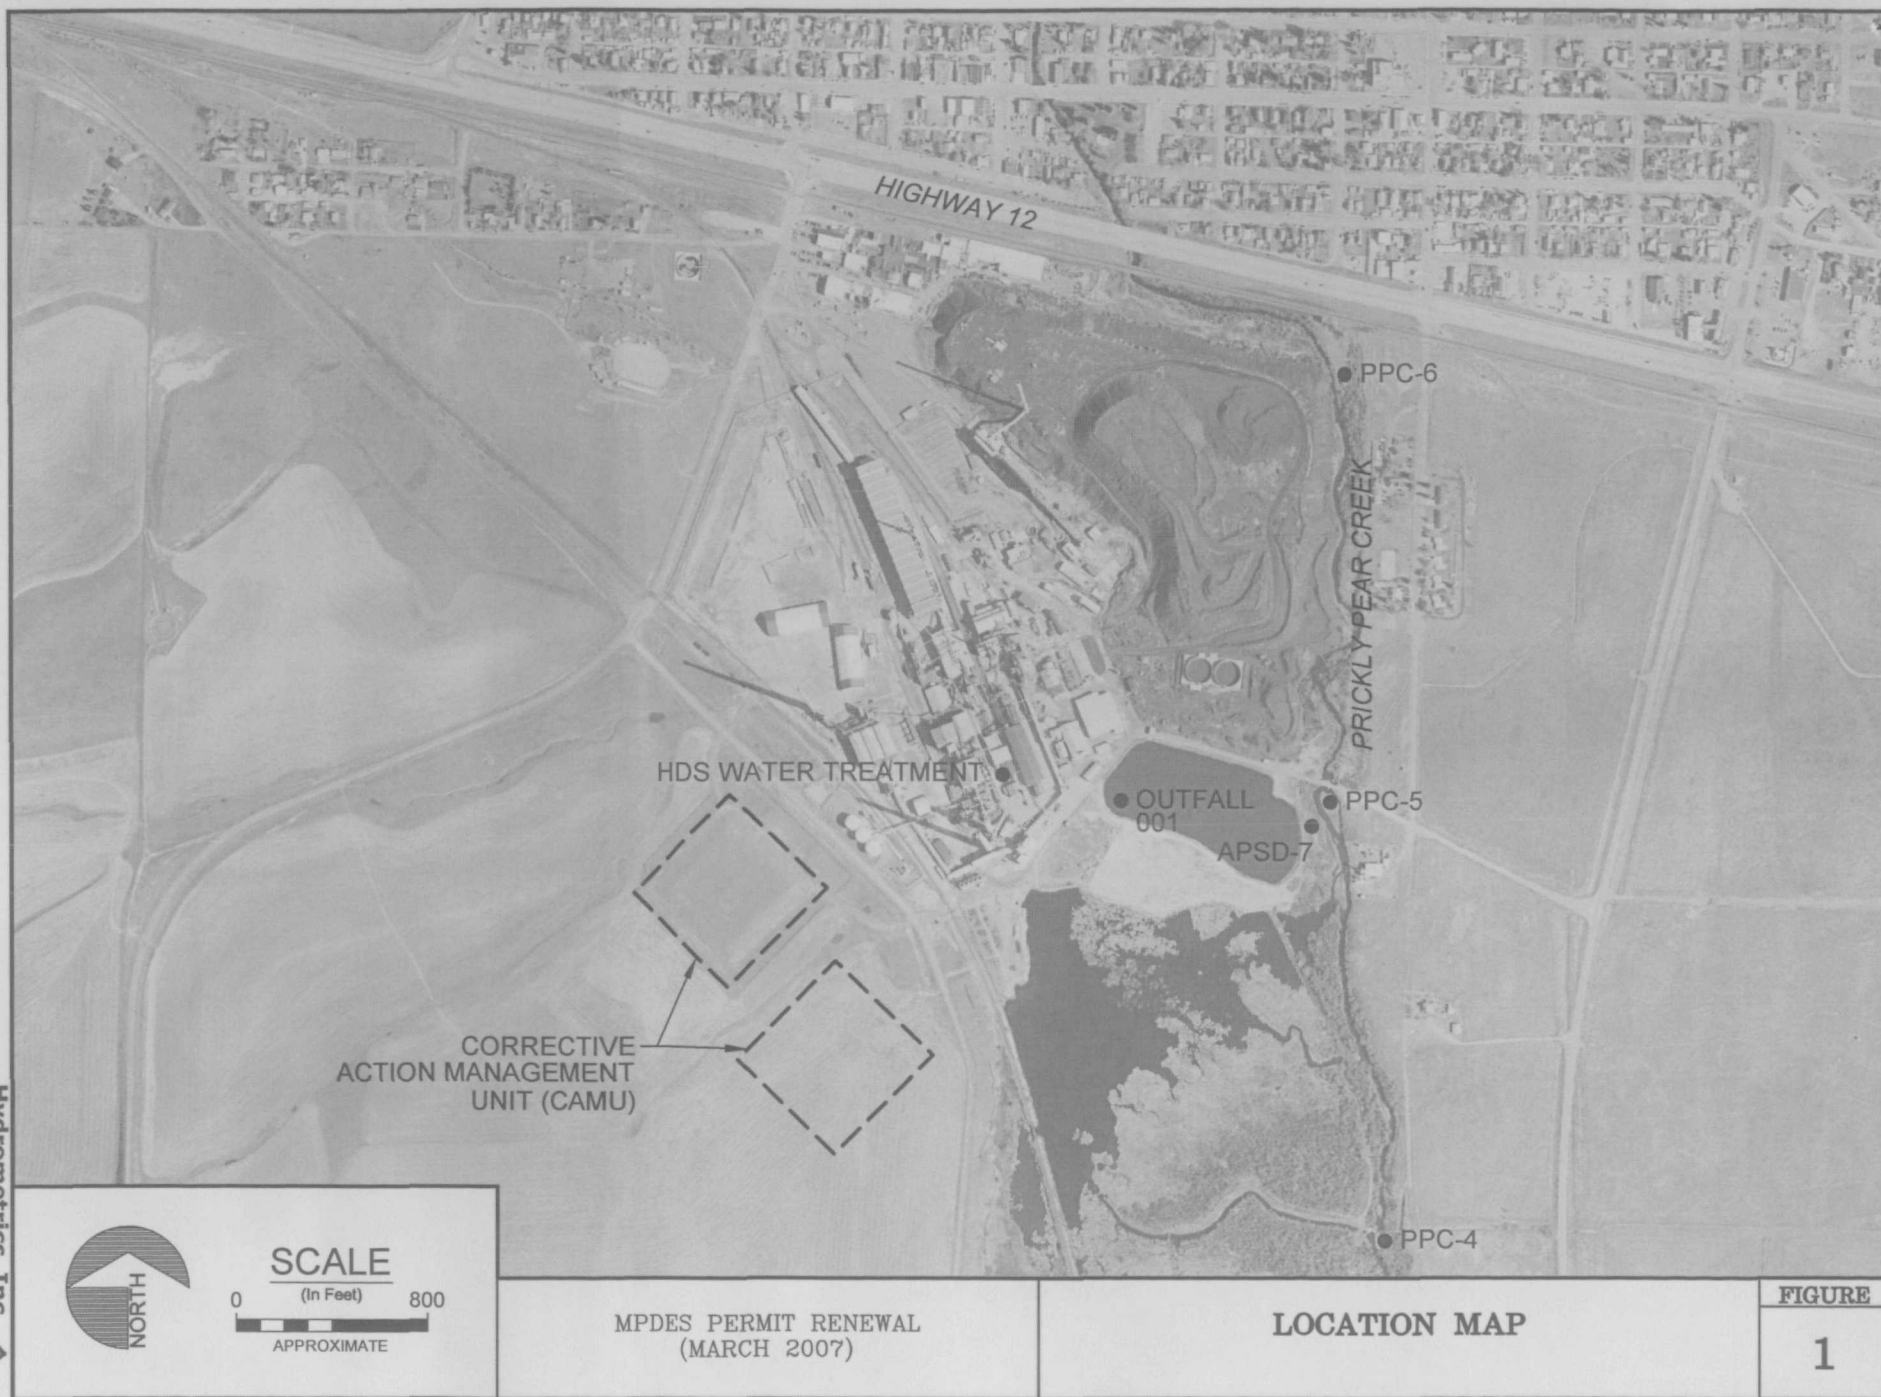 HIGHWAY 12
PPC-6
PRICKLY PEAR CREEK
HDS WATER TREATMENT
OUTFALL
001
PPC-5
APSD-7
CORRECTIVE
ACTION MANAGEMENT
UNIT (CAMU)
PPC-4
NORTH
SCALE
(In Feet)
0 800
APPROXIMATE
MPDES PERMIT RENEWAL
(MARCH 2007)
LOCATION MAP
FIGURE
1